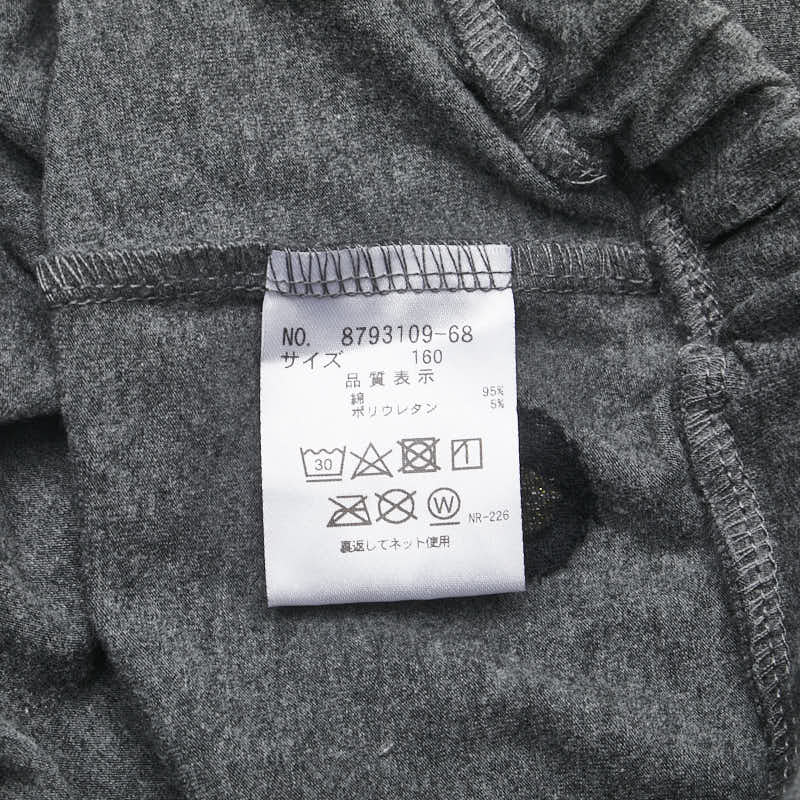 NO. 8793109-68
サイズ 160
品質表示
綿 95%
ポリウレタン 5%
30
W NR-226
裏返してネット使用